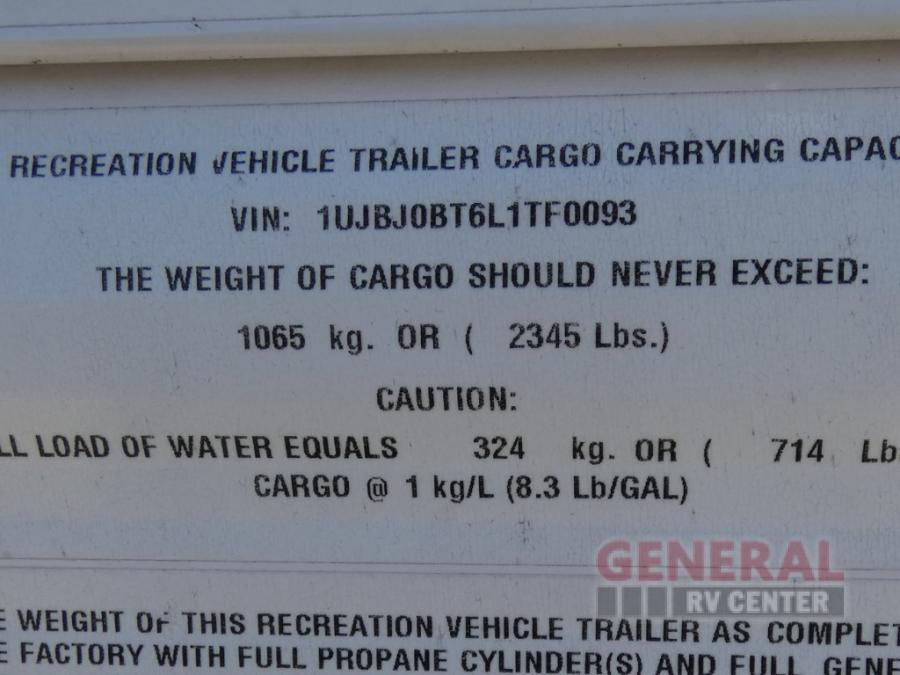 RECREATION VEHICLE TRAILER CARGO CARRYING CAPAC
VIN: 1UJBJ0BT6L1TF0093
THE WEIGHT OF CARGO SHOULD NEVER EXCEED:
1065 kg. OR ( 2345 Lbs.)
CAUTION:
LL LOAD OF WATER EQUALS 324 kg. OR ( 714 Lb
CARGO @ 1 kg/L (8.3 Lb/GAL)
GENERAL
RV CENTER
E WEIGHT OF THIS RECREATION VEHICLE TRAILER AS COMPLET
E FACTORY WITH FULL PROPANE CYLINDER(S) AND FULL GENE